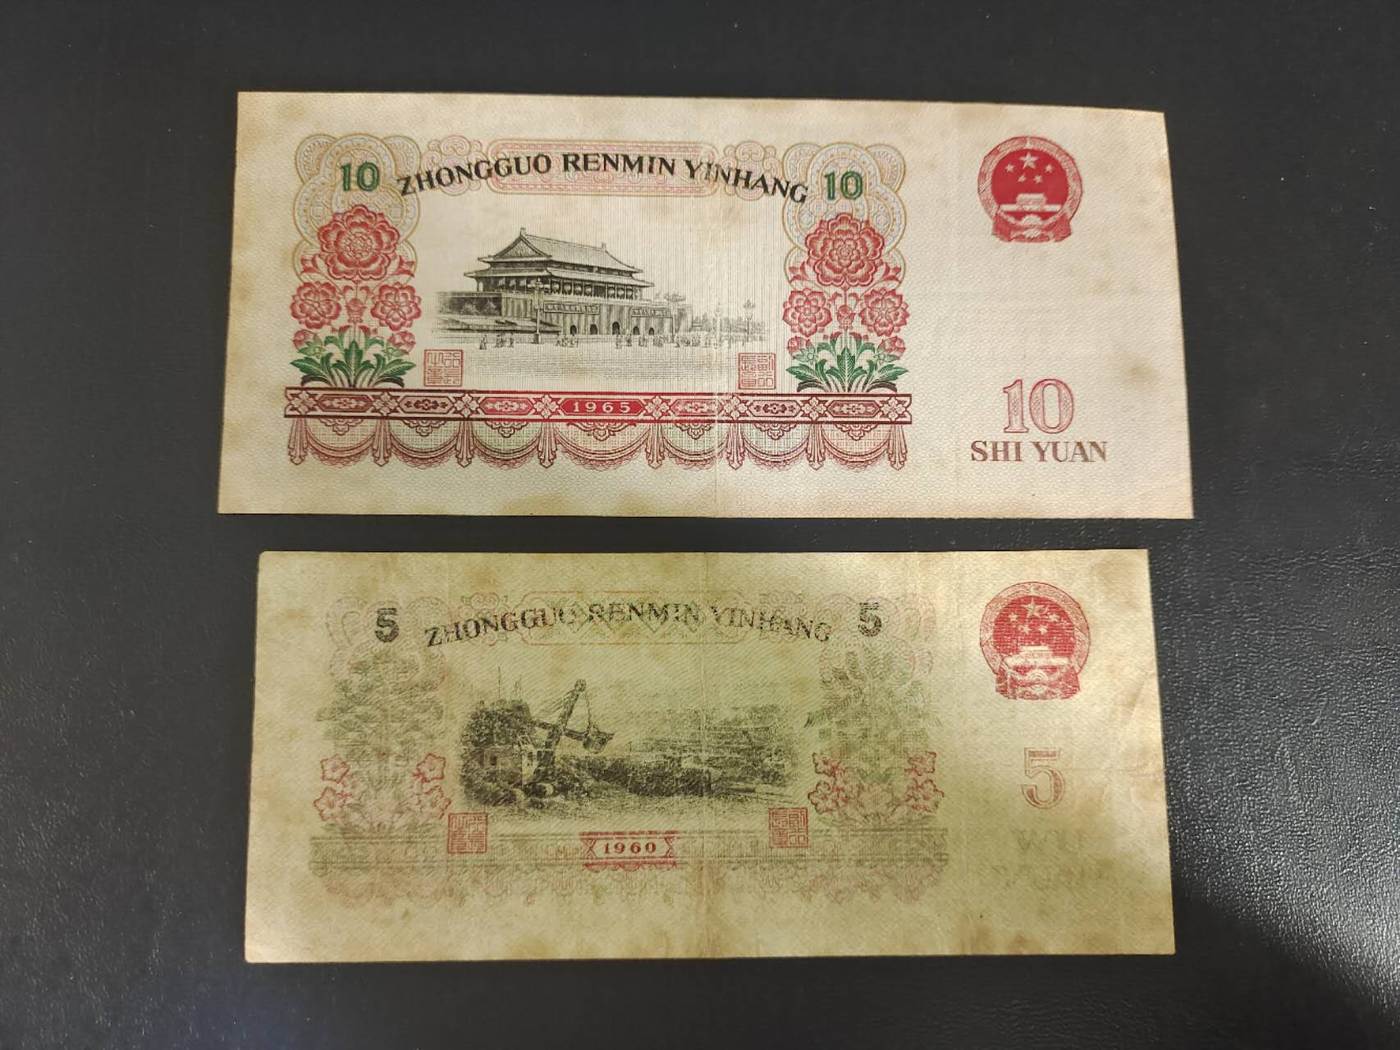 10 ZHONGGUO RENMIN YINHANG 10
1965
10
SHI YUAN
5 ZHONGGUO RENMIN YINHANG 5
5
1960